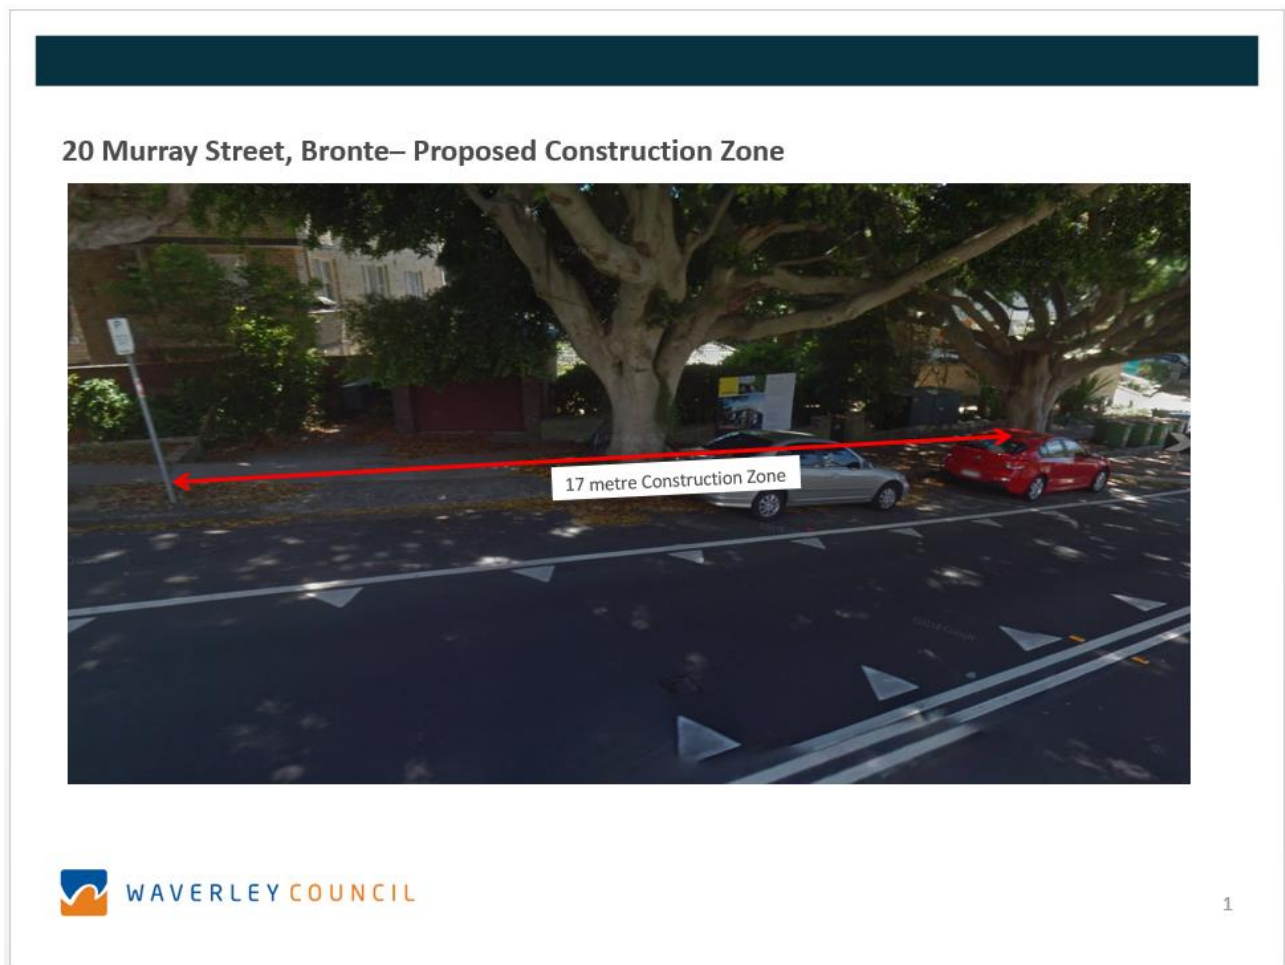 20 Murray Street, Bronte– Proposed Construction Zone
P
17 metre Construction Zone
WAVERLEY COUNCIL
1